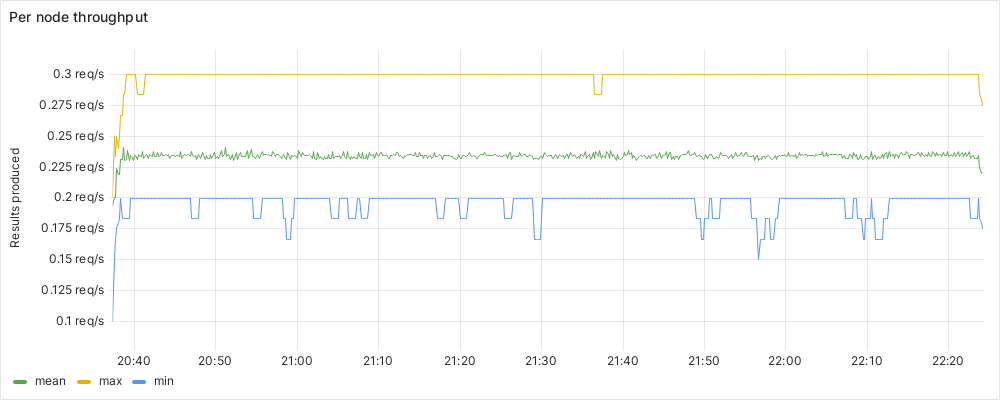 Per node throughput
Results produced
0.3 req/s
0.275 req/s
0.25 req/s
0.225 req/s
0.2 req/s
0.175 req/s
0.15 req/s
0.125 req/s
0.1 req/s
20:40 20:50 21:00 21:10 21:20 21:30 21:40 21:50 22:00 22:10 22:20
mean max min